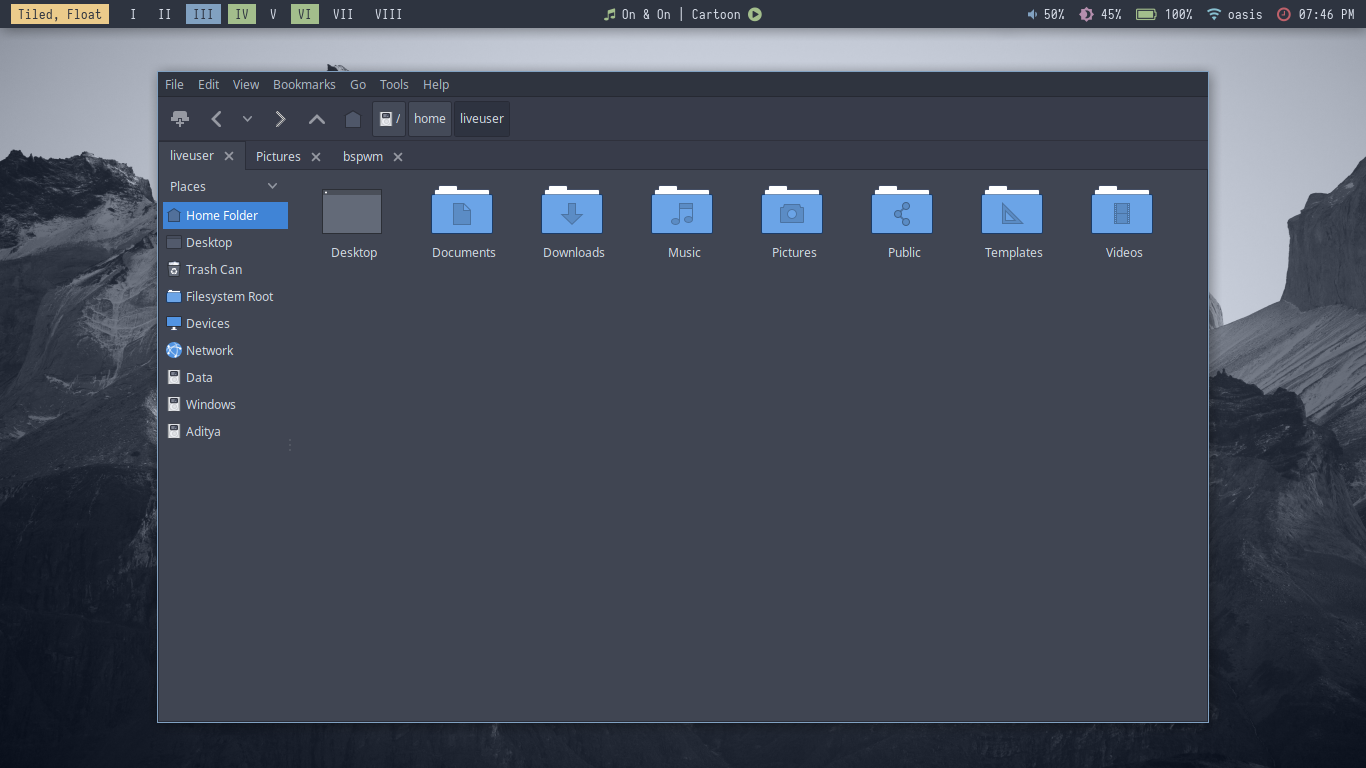 Tiled, Float I II III IV V VI VII VIII On & On | Cartoon 50% 45% 100% oasis 07:46 PM
File Edit View Bookmarks Go Tools Help
/ home liveuser
liveuser Pictures bspwm
Places
Home Folder
Desktop
Trash Can
Filesystem Root
Devices
Network
Data
Windows
Aditya
Desktop Documents Downloads Music Pictures Public Templates Videos